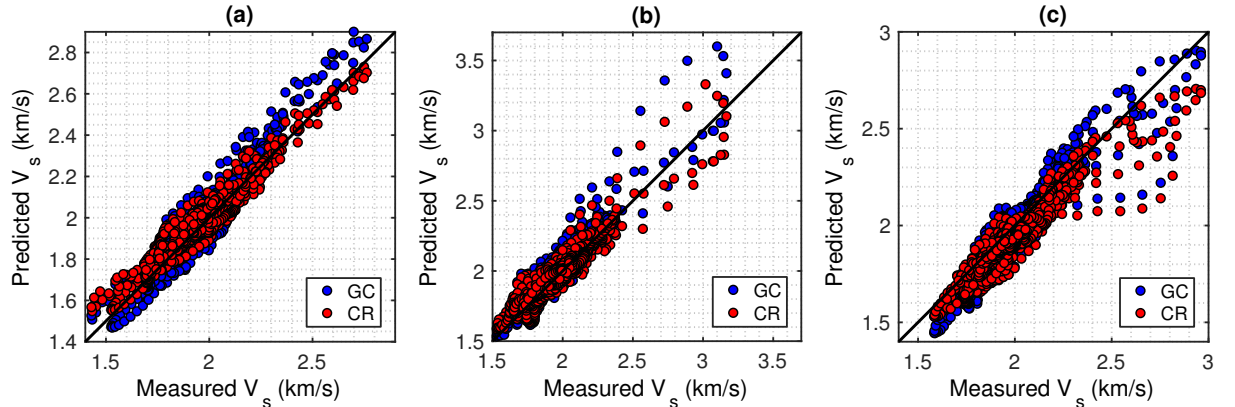 (a)
2.8
2.6
2.4
2.2
2
1.8
1.6
1.4
1.5
2
2.5
Predicted V s (km/s)
Measured V s (km/s)
GC
CR
(b)
3.5
3
2.5
2
1.5
1.5
2
2.5
3
3.5
Predicted V s (km/s)
Measured V s (km/s)
GC
CR
(c)
3
2.5
2
1.5
1.5
2
2.5
3
Predicted V s (km/s)
Measured V s (km/s)
GC
CR